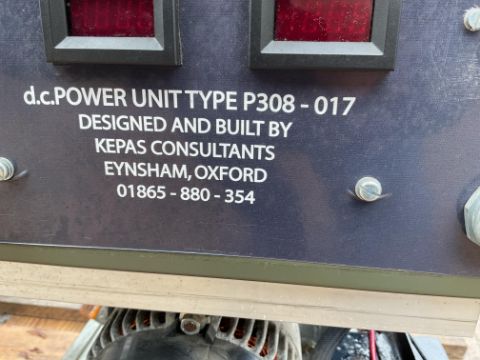 d.c.POWER UNIT TYPE P308 - 017
DESIGNED AND BUILT BY
KEPAS CONSULTANTS
EYNSHAM, OXFORD
01865 - 880 - 354